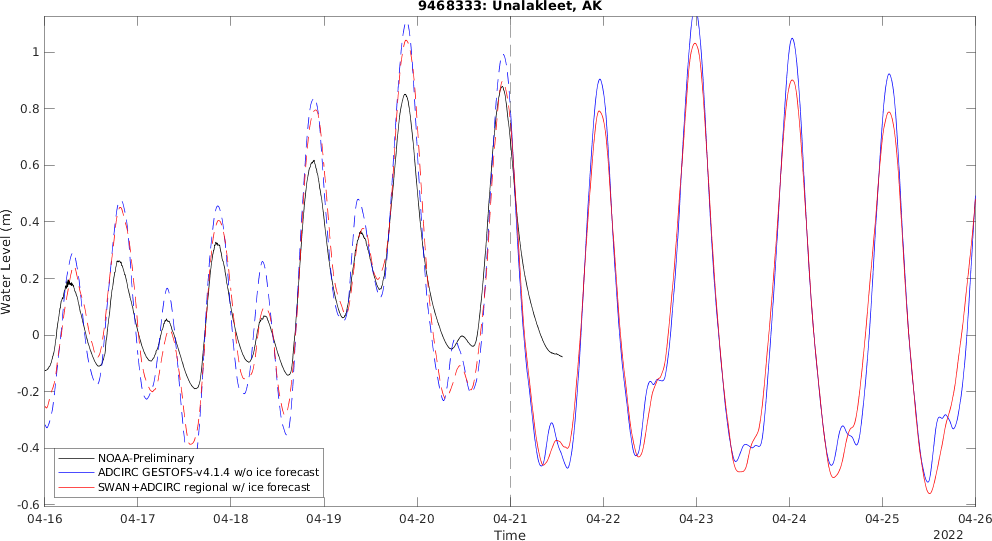 9468333: Unalakleet, AK
Water Level (m)
1
0.8
0.6
0.4
0.2
0
-0.2
-0.4
-0.6
NOAA-Preliminary
ADCIRC GESTOFS-v4.1.4 w/o ice forecast
SWAN+ADCIRC regional w/ ice forecast
04-16 04-17 04-18 04-19 04-20 04-21 04-22 04-23 04-24 04-25 04-26
Time
2022